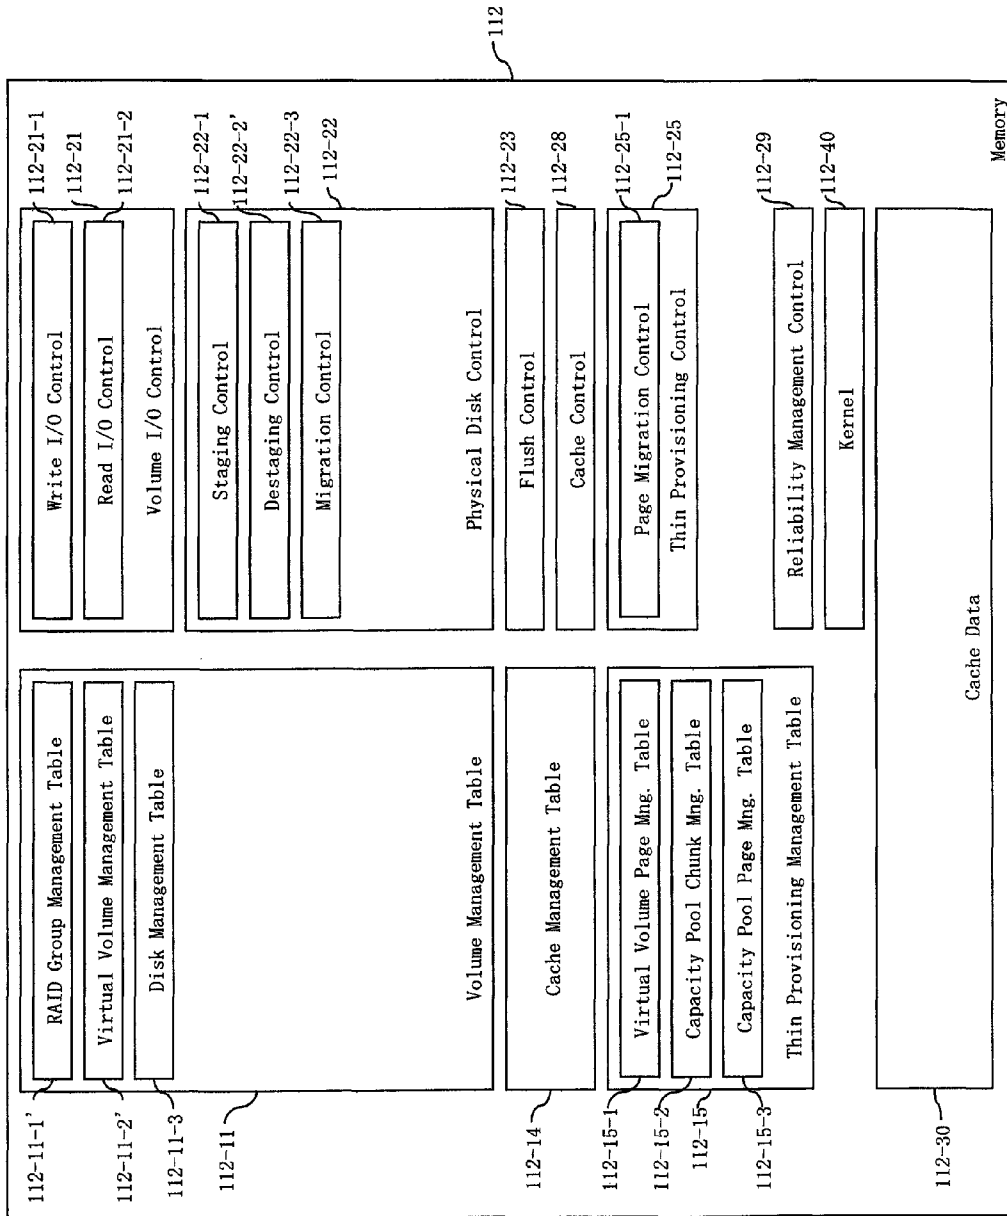 112
112-11-1'
112-11-2'
112-11-3
112-11
112-14
112-15-1
112-15-2
112-15
112-15-3
112-30
RAID Group Management Table
Virtual Volume Management Table
Disk Management Table
Volume Management Table
Cache Management Table
Virtual Volume Page Mng. Table
Capacity Pool Chunk Mng. Table
Capacity Pool Page Mng. Table
Thin Provisioning Management Table
Cache Data
Write I/O Control
Read I/O Control
Volume I/O Control
Staging Control
Destaging Control
Migration Control
Physical Disk Control
Flush Control
Cache Control
Page Migration Control
Thin Provisioning Control
Reliability Management Control
Kernel
112-21-1
112-21
112-21-2
112-22-1
112-22-2'
112-22-3
112-22
112-23
112-28
112-25-1
112-25
112-29
112-40
Memory